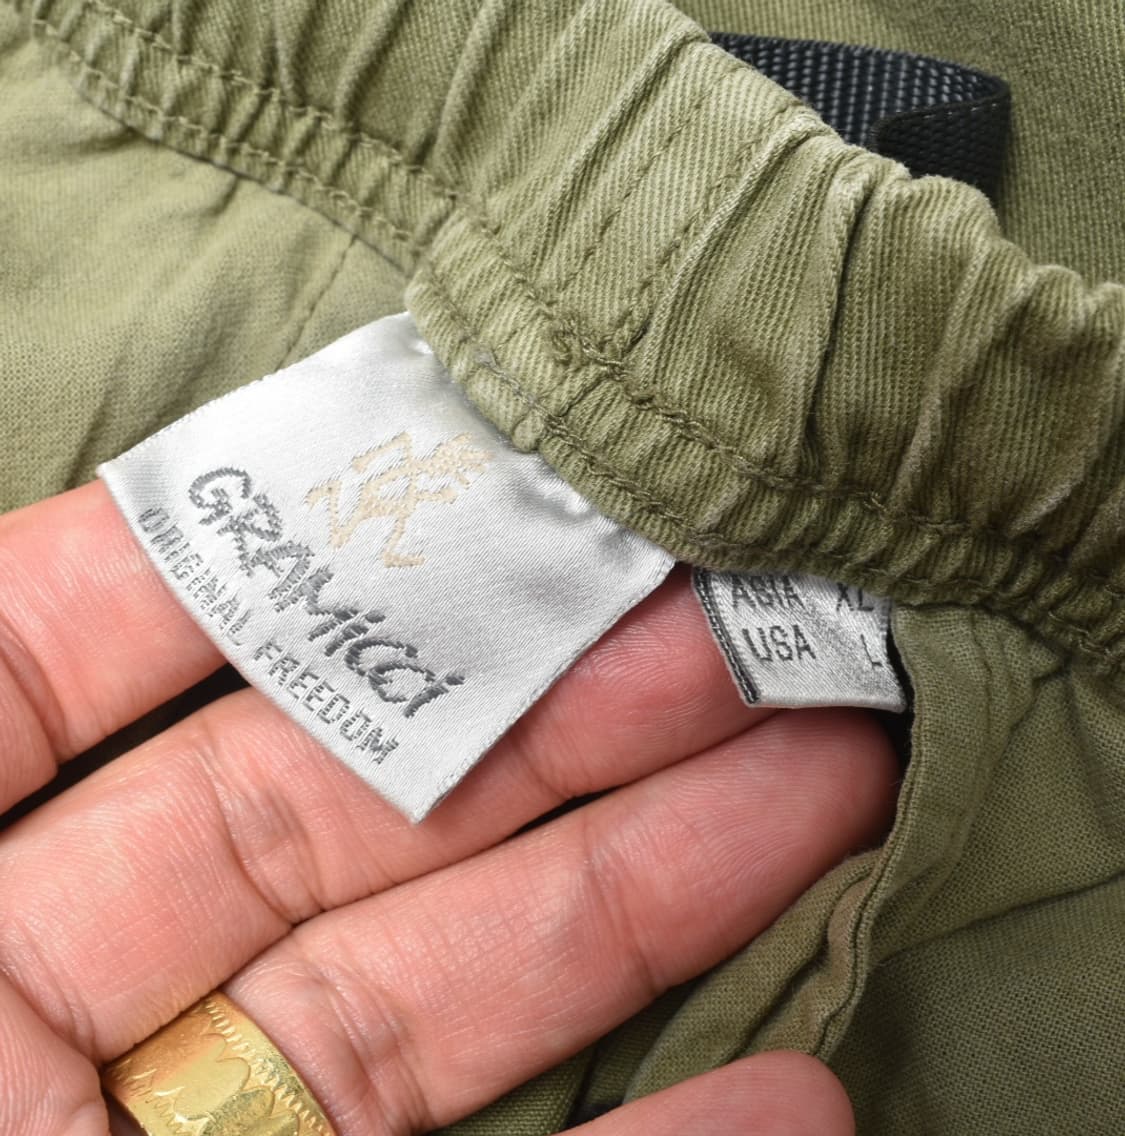 GRAMiCCi
ORIGINAL FREEDOM
ASIA XL
USA L